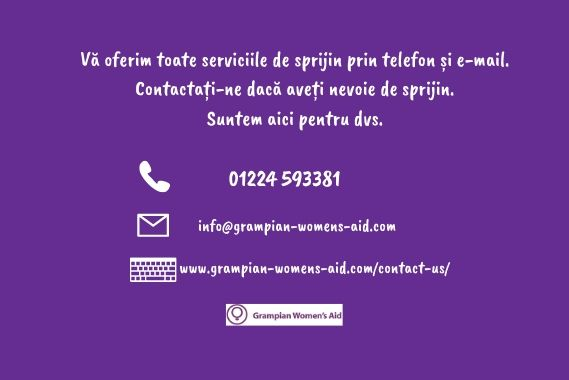 Vă oferim toate serviciile de sprijin prin telefon și e-mail.
Contactați-ne dacă aveți nevoie de sprijin.
Suntem aici pentru dvs.
01224 593381
info@grampian-womens-aid.com
www.grampian-womens-aid.com/contact-us/
Grampian Women's Aid